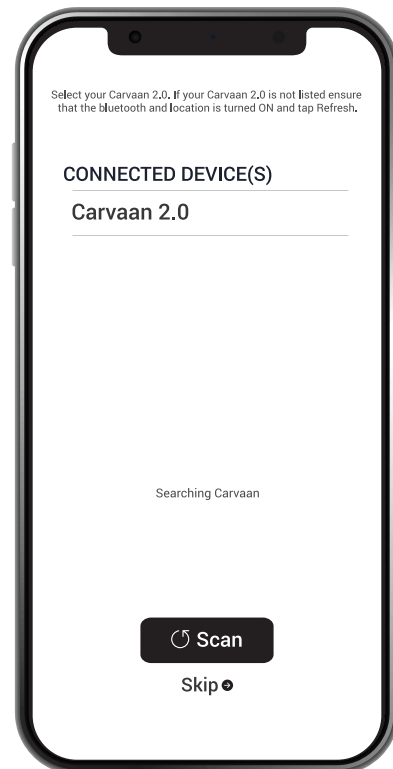 Select your Carvaan 2.0. If your Carvaan 2.0 is not listed ensure
that the bluetooth and location is turned ON and tap Refresh.
CONNECTED DEVICE(S)
Carvaan 2.0
Searching Carvaan
Scan
Skip